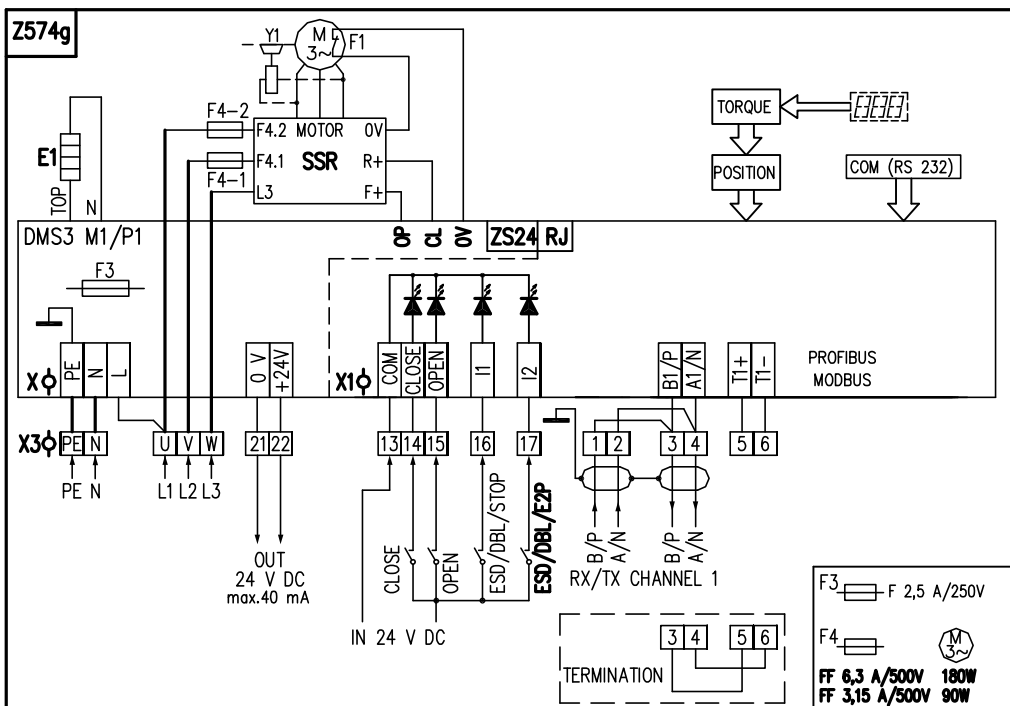 Z574g
Y1
M
3~
F1
F4-2
F4.2 MOTOR 0V
F4.1 SSR R+
F4-1
L3 F+
E1
TOP
N
TORQUE
POSITION
COM (RS 232)
DMS3 M1/P1
OP
CL
0V
ZS24 RJ
F3
X
PE
N
L
0 V
+24V
X1
COM
CLOSE
OPEN
I1
I2
B1/P
A1/N
T1+
T1-
PROFIBUS
MODBUS
X3
PE N U V W 21 22 13 14 15 16 17 1 2 3 4 5 6
PE N
L1 L2 L3
OUT
24 V DC
max.40 mA
CLOSE
OPEN
ESD/DBL/STOP
ESD/DBL/E2P
B/P
A/N
B/P
A/N
RX/TX CHANNEL 1
IN 24 V DC
3 4 5 6
TERMINATION
F3 F 2,5 A/250V
F4
M
3~
FF 6,3 A/500V 180W
FF 3,15 A/500V 90W